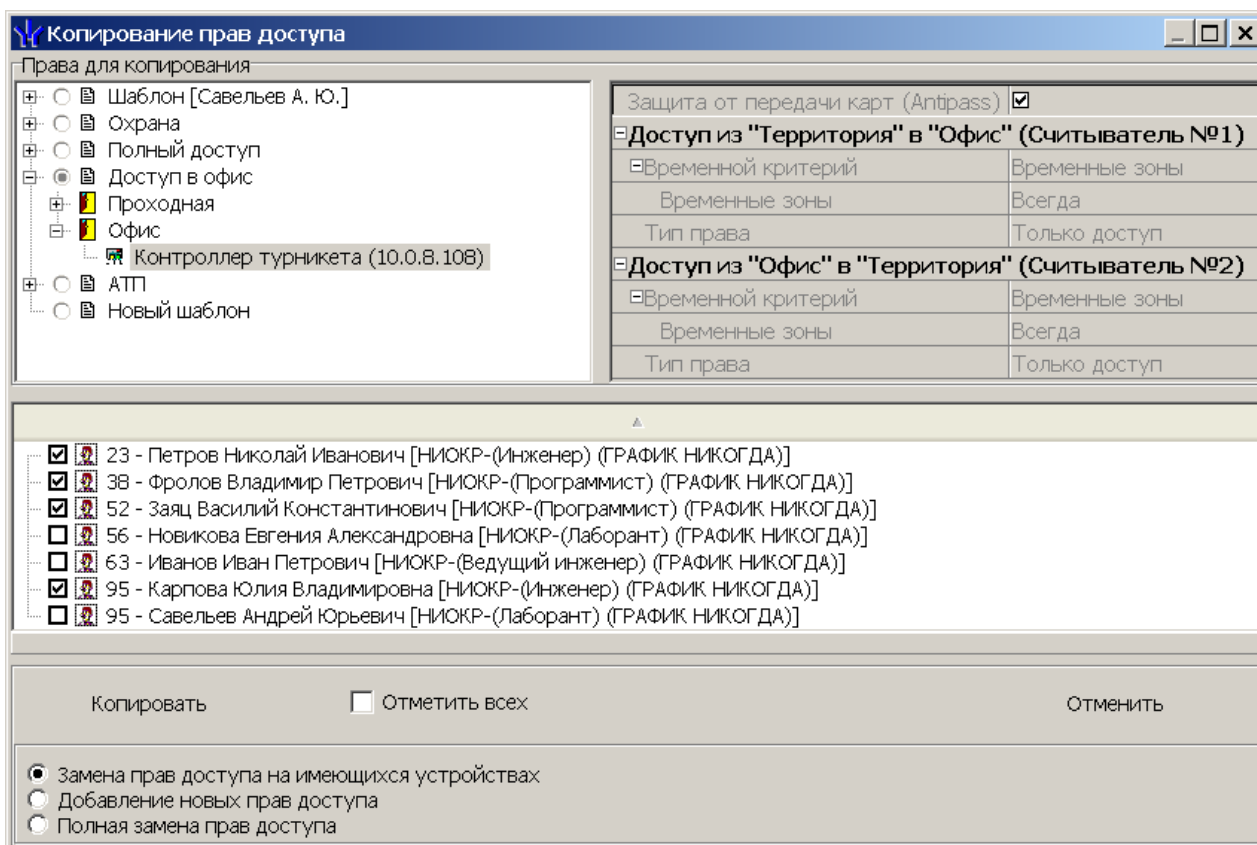 Копирование прав доступа
Права для копирования
Шаблон [Савельев А. Ю.]
Охрана
Полный доступ
Доступ в офис
Проходная
Офис
Контроллер турникета (10.0.8.108)
АТП
Новый шаблон
Защита от передачи карт (Antipass)
Доступ из "Территория" в "Офис" (Считыватель №1)
Временной критерий Временные зоны
Временные зоны Всегда
Тип права Только доступ
Доступ из "Офис" в "Территория" (Считыватель №2)
Временной критерий Временные зоны
Временные зоны Всегда
Тип права Только доступ
23 - Петров Николай Иванович [НИОКР-(Инженер) (ГРАФИК НИКОГДА)]
38 - Фролов Владимир Петрович [НИОКР-(Программист) (ГРАФИК НИКОГДА)]
52 - Заяц Василий Константинович [НИОКР-(Программист) (ГРАФИК НИКОГДА)]
56 - Новикова Евгения Александровна [НИОКР-(Лаборант) (ГРАФИК НИКОГДА)]
63 - Иванов Иван Петрович [НИОКР-(Ведущий инженер) (ГРАФИК НИКОГДА)]
95 - Карпова Юлия Владимировна [НИОКР-(Инженер) (ГРАФИК НИКОГДА)]
95 - Савельев Андрей Юрьевич [НИОКР-(Лаборант) (ГРАФИК НИКОГДА)]
Копировать Отметить всех Отменить
Замена прав доступа на имеющихся устройствах
Добавление новых прав доступа
Полная замена прав доступа